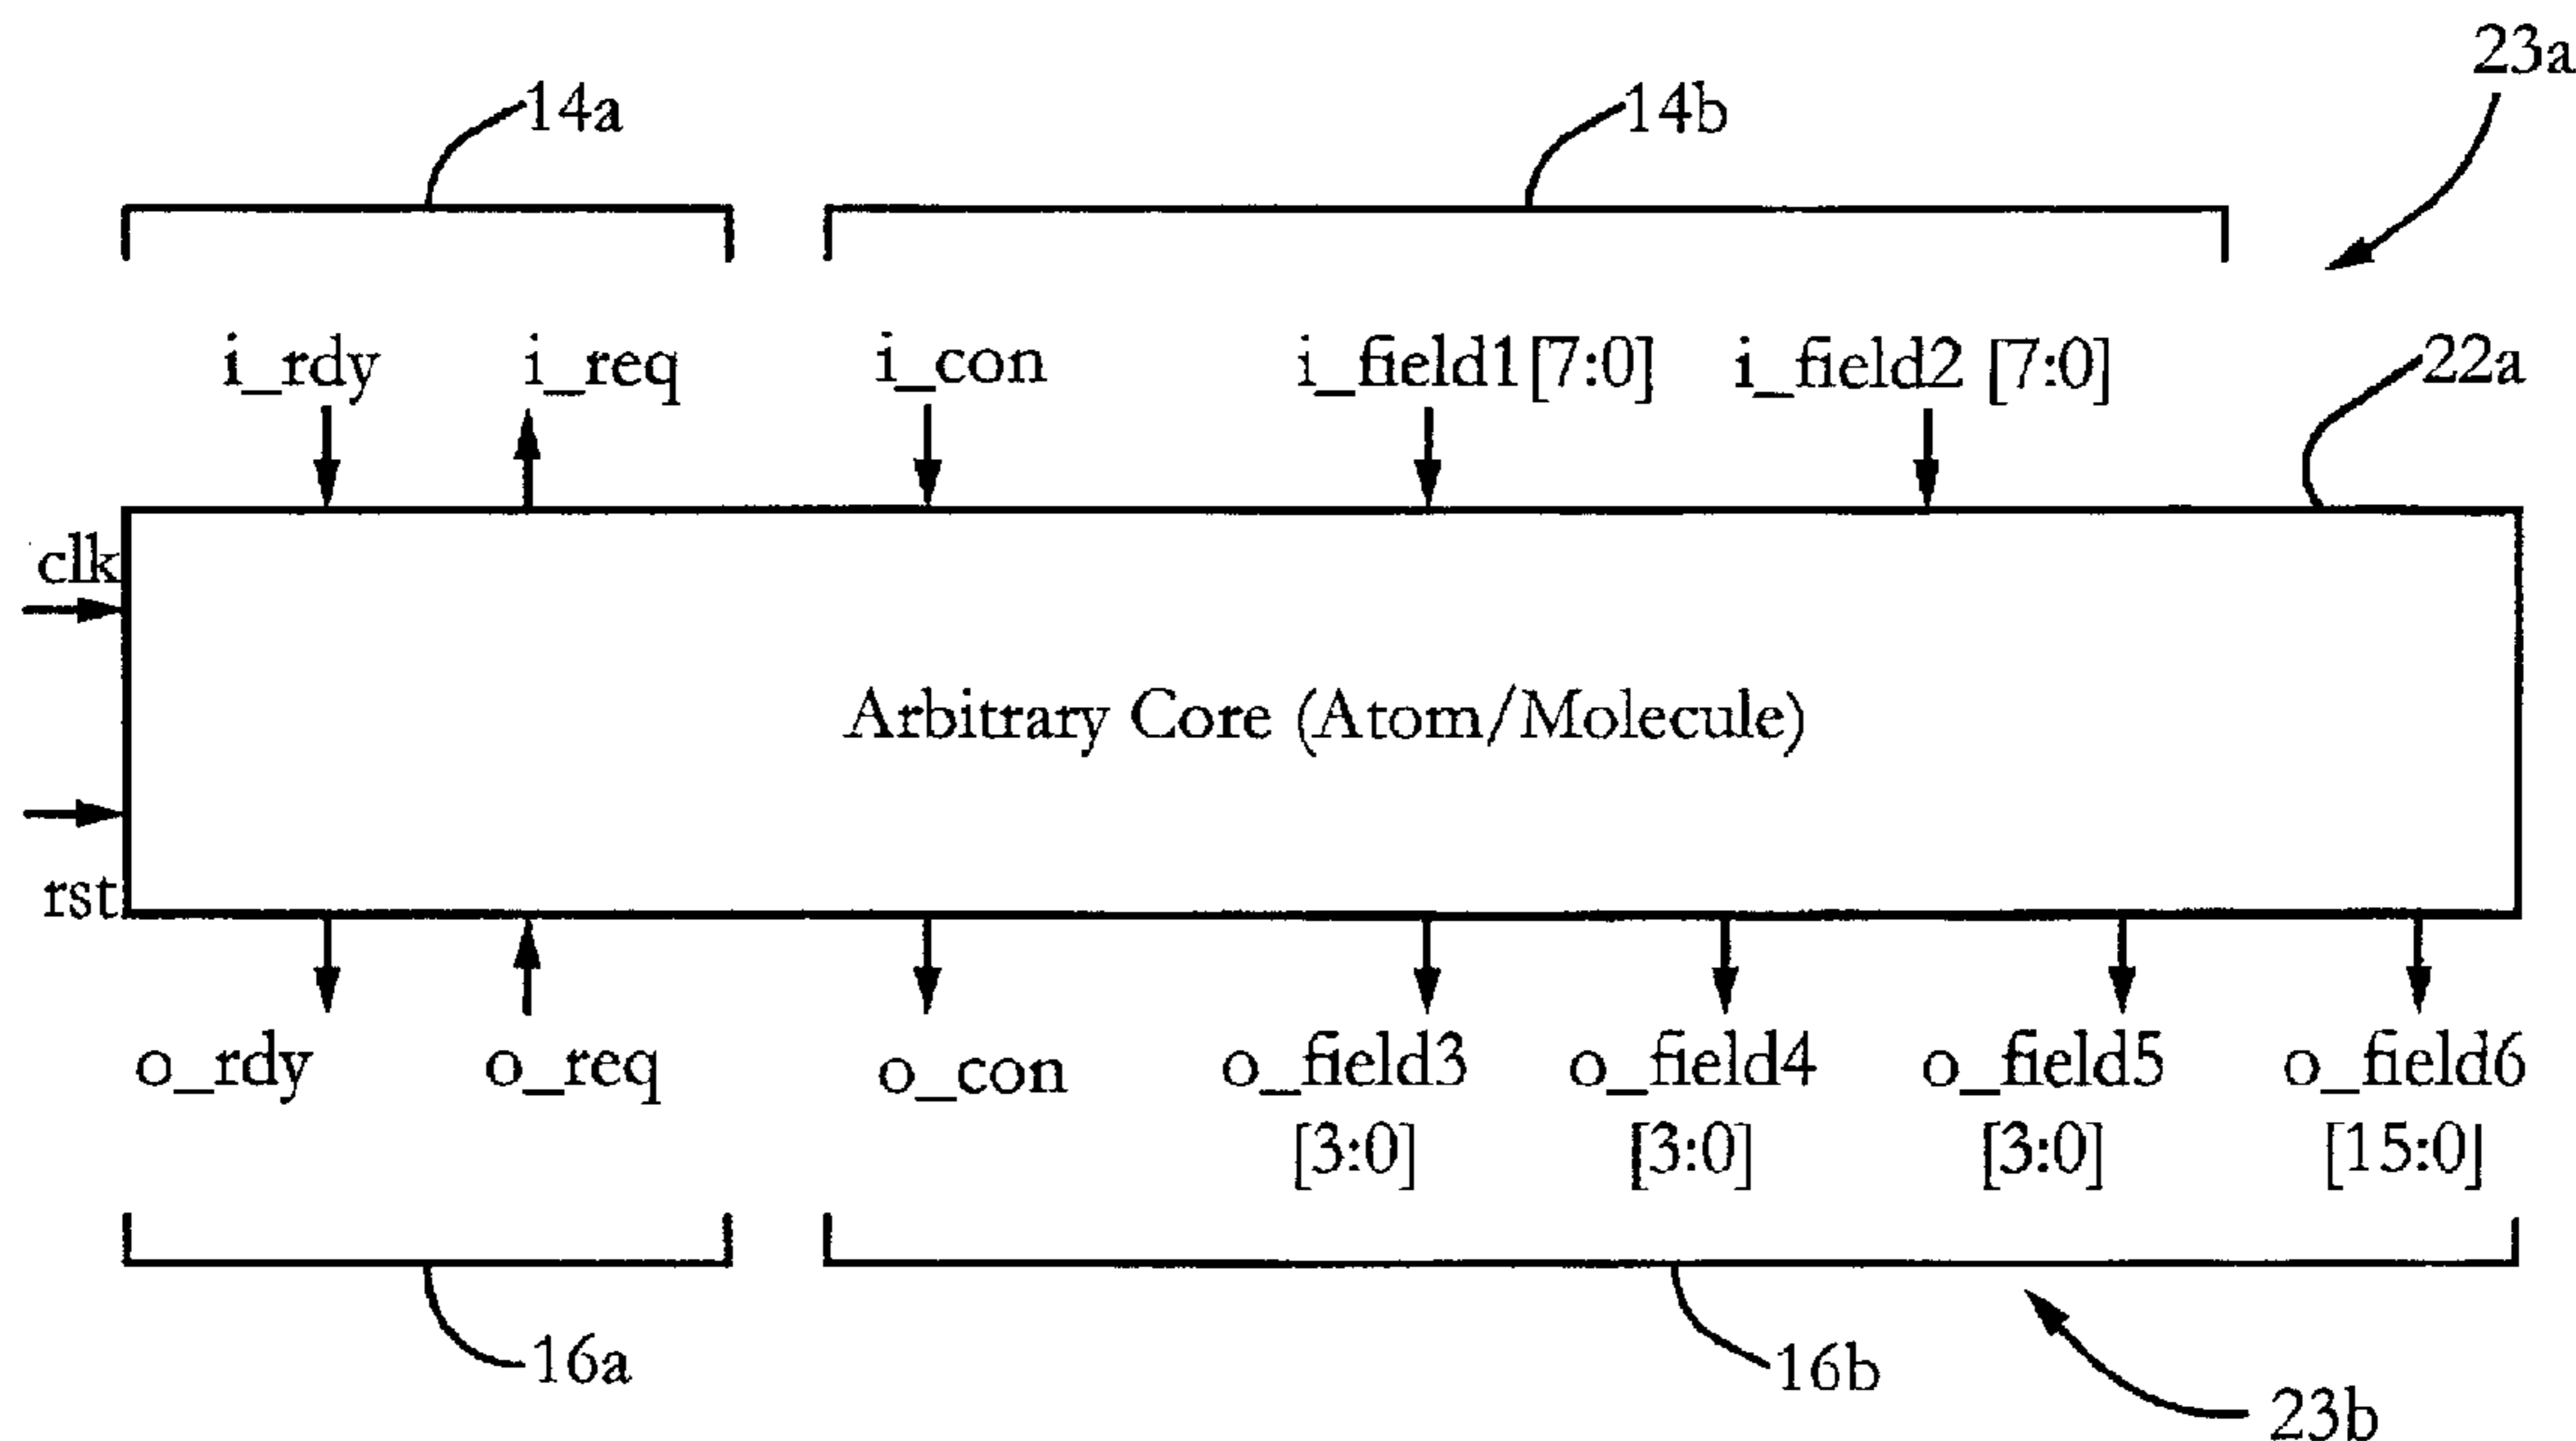 23a
14a 14b
i_rdy i_req i_con i_field1[7:0] i_field2 [7:0] 22a
clk
Arbitrary Core (Atom/Molecule)
rst
o_rdy o_req o_con o_field3 o_field4 o_field5 o_field6
[3:0] [3:0] [3:0] [15:0]
16a 16b
23b